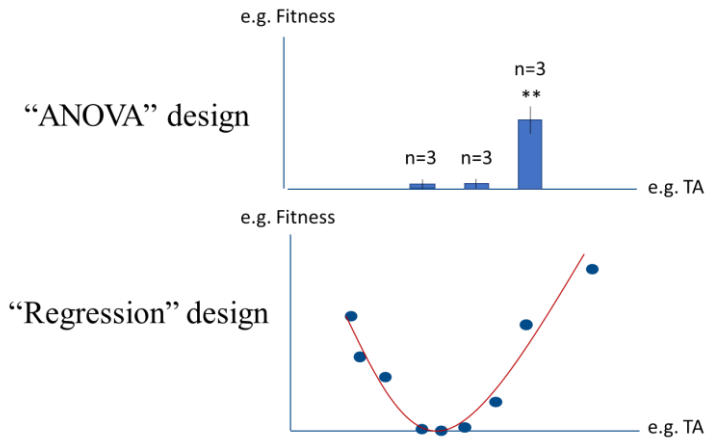 e.g. Fitness
n=3
**
“ANOVA” design
n=3
n=3
e.g. TA
e.g. Fitness
“Regression” design
e.g. TA